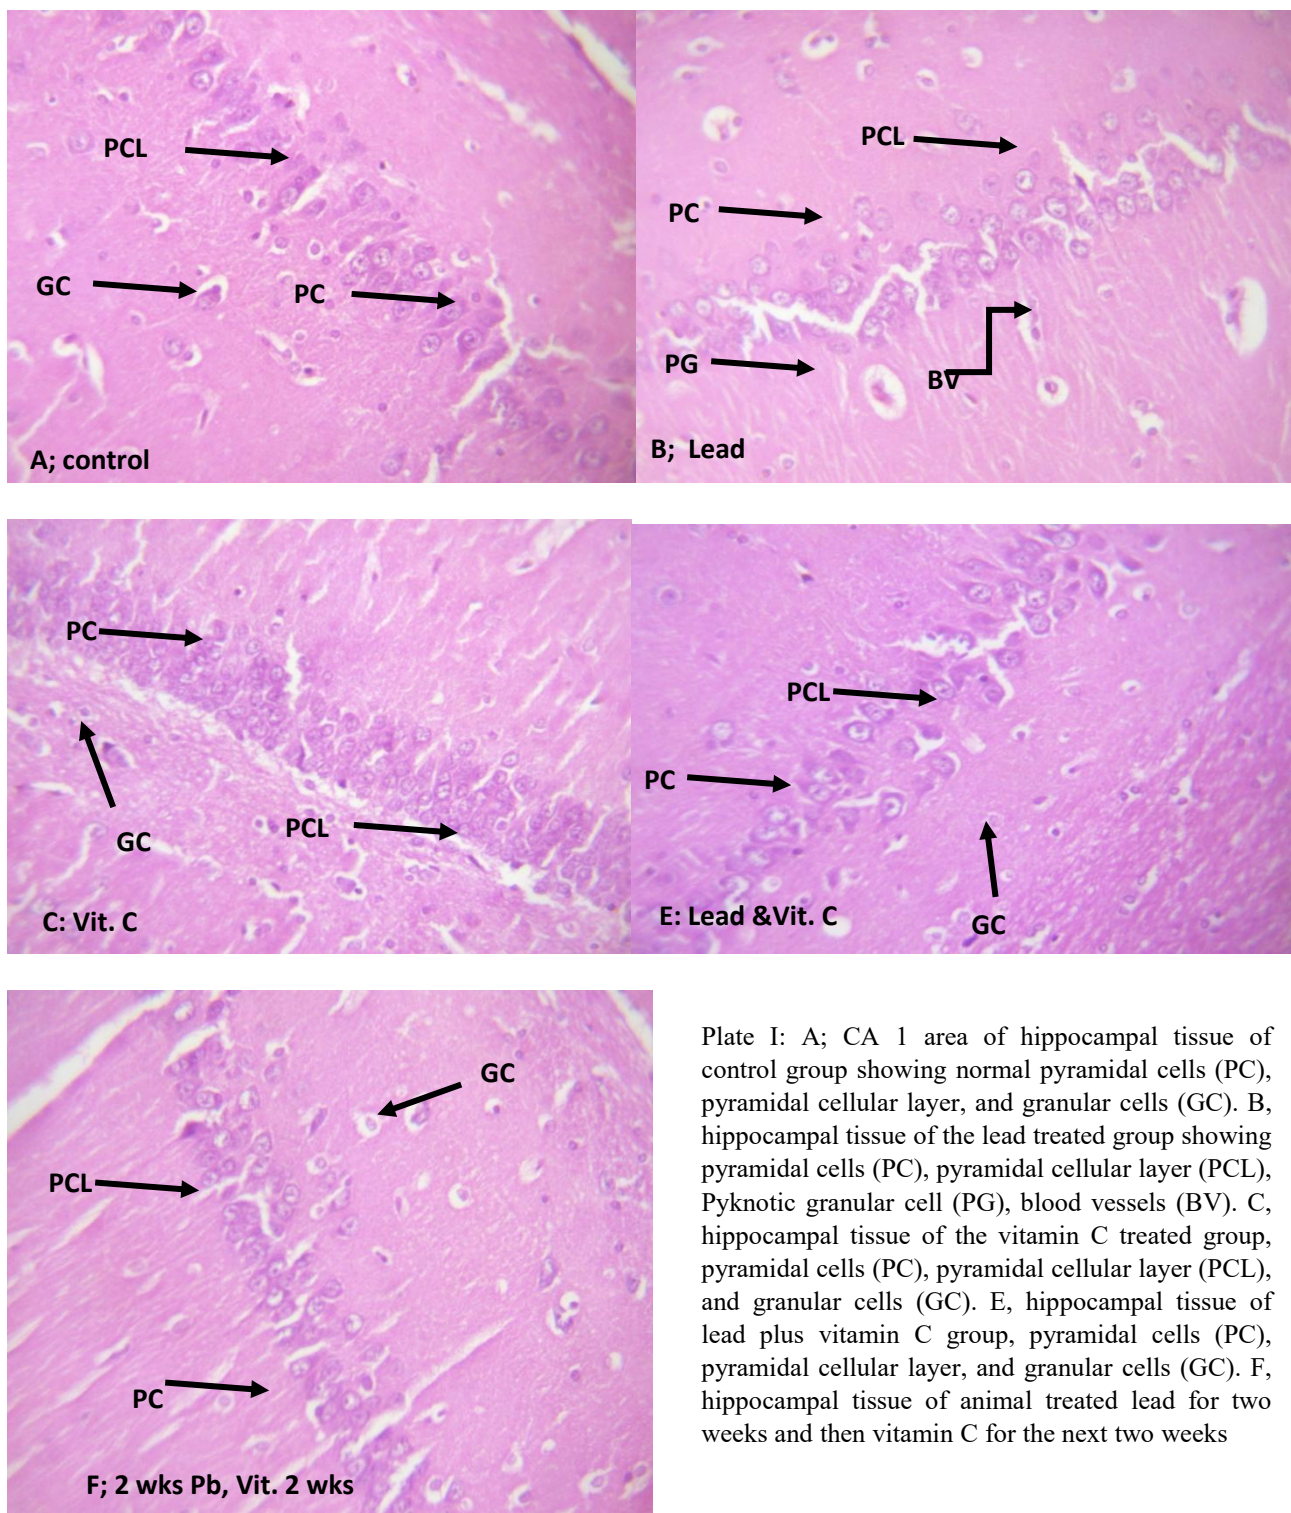 PCL
GC
PC
A; control
PCL
PC
PG
BV
B; Lead
PC
GC
PCL
C: Vit. C
PCL
PC
GC
E: Lead &Vit. C
GC
PCL
PC
F; 2 wks Pb, Vit. 2 wks
Plate I: A; CA 1 area of hippocampal tissue of
control group showing normal pyramidal cells (PC),
pyramidal cellular layer, and granular cells (GC). B,
hippocampal tissue of the lead treated group showing
pyramidal cells (PC), pyramidal cellular layer (PCL),
Pyknotic granular cell (PG), blood vessels (BV). C,
hippocampal tissue of the vitamin C treated group,
pyramidal cells (PC), pyramidal cellular layer (PCL),
and granular cells (GC). E, hippocampal tissue of
lead plus vitamin C group, pyramidal cells (PC),
pyramidal cellular layer, and granular cells (GC). F,
hippocampal tissue of animal treated lead for two
weeks and then vitamin C for the next two weeks